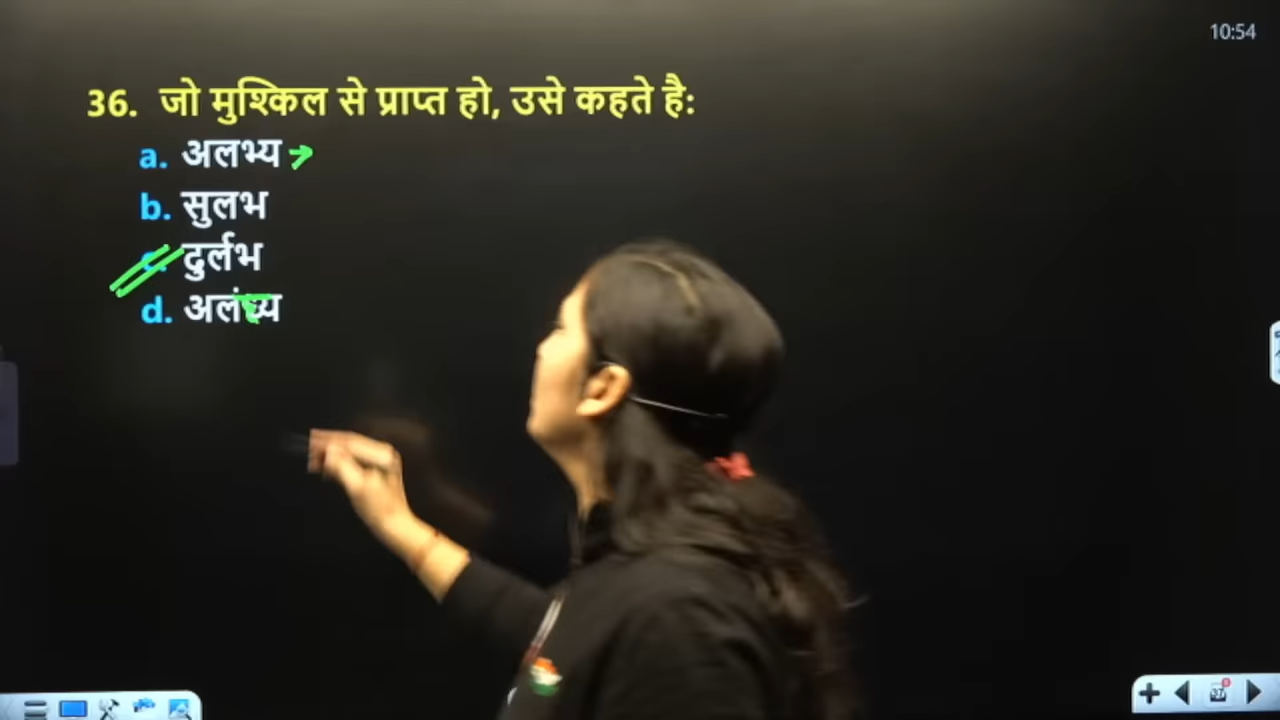 10:54
36. जो मुश्किल से प्राप्त हो, उसे कहते है:
a. अलभ्य
b. सुलभ
c. दुर्लभ
d. अलंघ्य